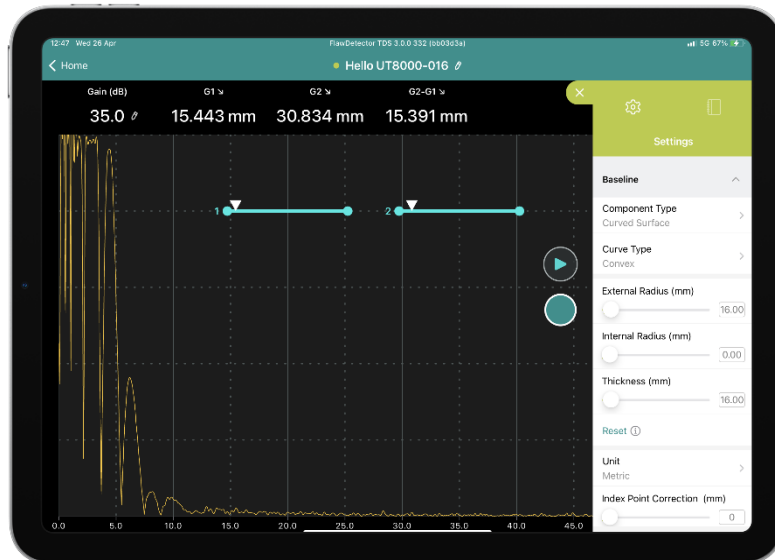 12:47 Wed 26 Apr
FlawDetector TDS 3.0.0 332 (bb03d3a)
5G 67%
Home
Hello UT8000-016
Gain (dB)
G1
G2
G2-G1
35.0
15.443 mm
30.834 mm
15.391 mm
Settings
1
2
Baseline
Component Type
Curved Surface
Curve Type
Convex
External Radius (mm)
16.00
Internal Radius (mm)
0.00
Thickness (mm)
16.00
Reset
Unit
Metric
Index Point Correction (mm)
0
0.0 5.0 10.0 15.0 20.0 25.0 30.0 35.0 40.0 45.0